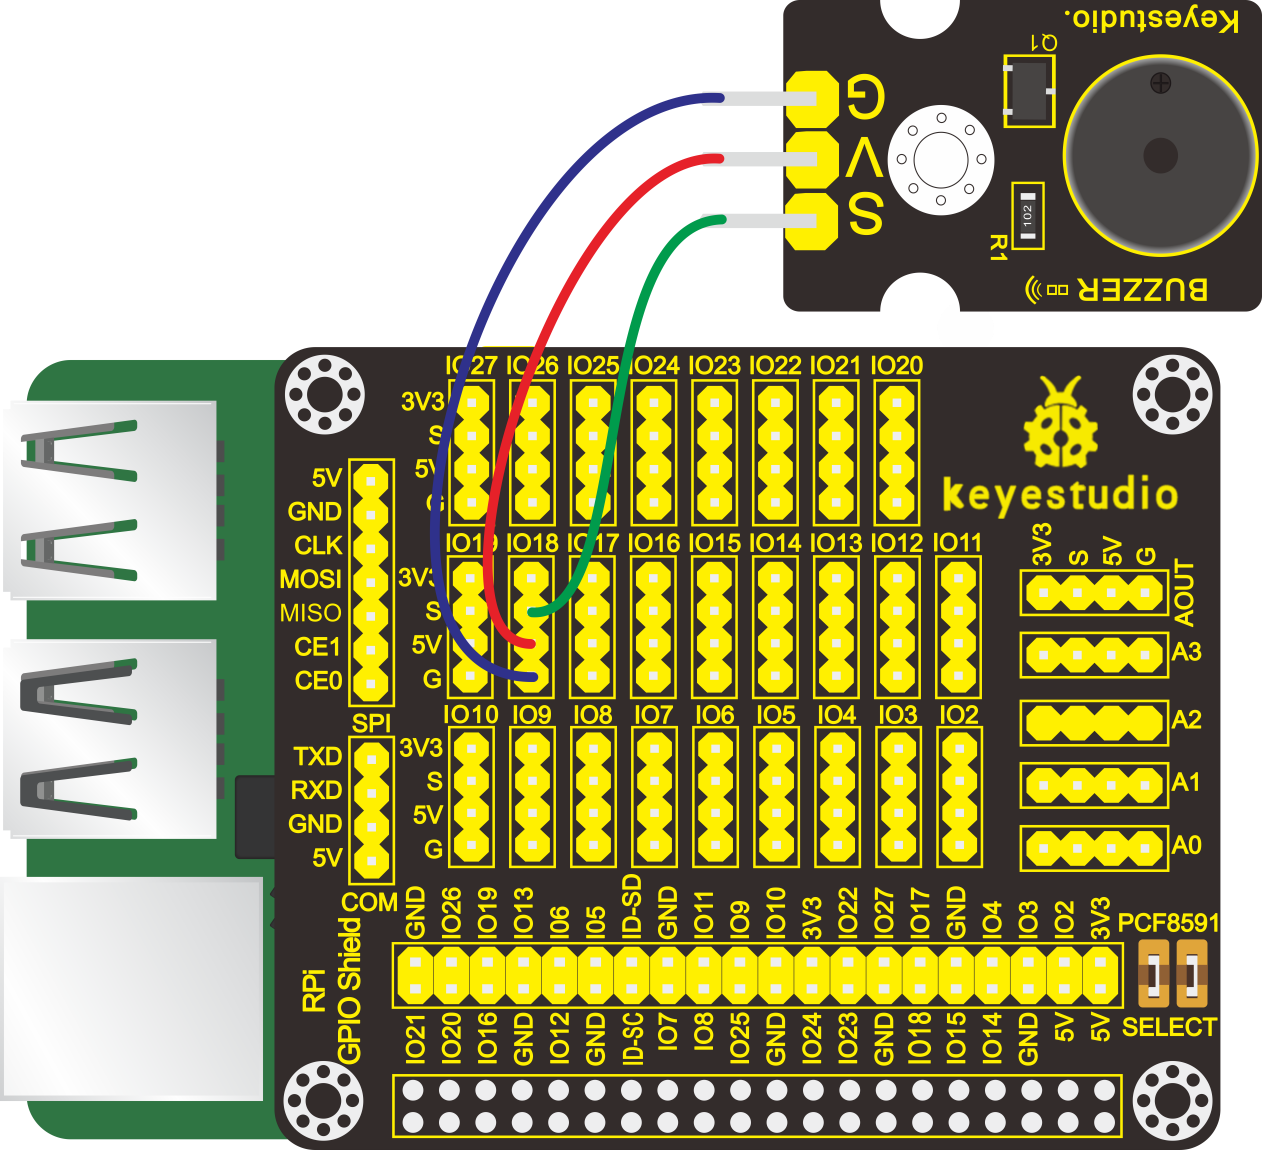 Keyestudio.
Q1
G
V
S
102
R1
BUZZER
IO27 IO26 IO25 IO24 IO23 IO22 IO21 IO20
3V3
S
5V
G
keyestudio
5V
GND
CLK
MOSI
MISO
CE1
CE0
SPI
IO19 IO18 IO17 IO16 IO15 IO14 IO13 IO12 IO11
3V3
S
5V
G
3V3 S 5V G
AOUT
A3
A2
A1
A0
TXD
RXD
GND
5V
COM
IO10 IO9 IO8 IO7 IO6 IO5 IO4 IO3 IO2
3V3
S
5V
G
RPi
GPIO Shield
GND IO26 IO19 IO13 I06 I05 ID-SD GND IO11 IO9 IO10 3V3 IO22 IO27 IO17 GND IO4 IO3 IO2 3V3
IO21 IO20 IO16 GND IO12 GND ID-SC IO7 IO8 IO25 GND IO24 IO23 GND IO18 IO15 IO14 GND 5V 5V
PCF8591
SELECT